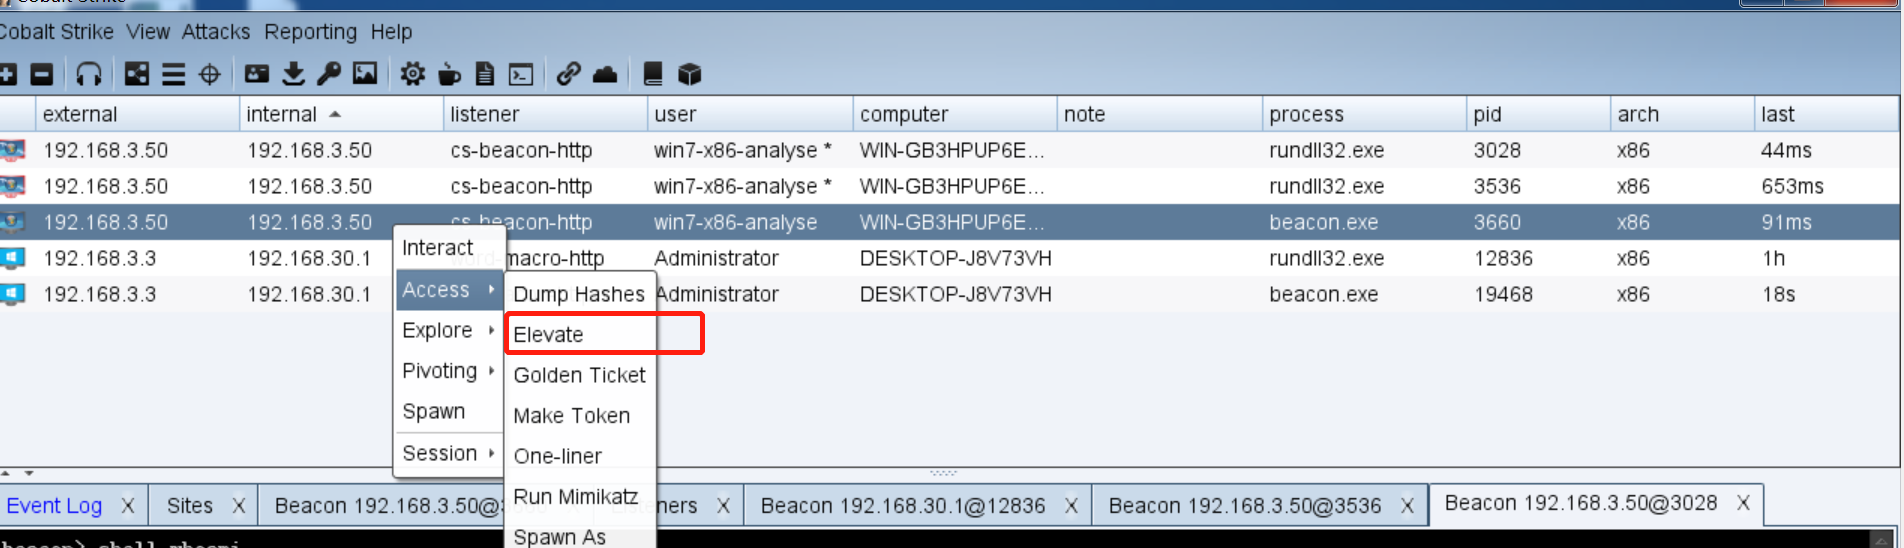 Cobalt Strike
Cobalt Strike View Attacks Reporting Help
external internal listener user computer note process pid arch last
192.168.3.50 192.168.3.50 cs-beacon-http win7-x86-analyse * WIN-GB3HPUP6E... rundll32.exe 3028 x86 44ms
192.168.3.50 192.168.3.50 cs-beacon-http win7-x86-analyse * WIN-GB3HPUP6E... rundll32.exe 3536 x86 653ms
192.168.3.50 192.168.3.50 cs-beacon-http win7-x86-analyse WIN-GB3HPUP6E... beacon.exe 3660 x86 91ms
192.168.3.3 192.168.30.1 word-macro-http Administrator DESKTOP-J8V73VH rundll32.exe 12836 x86 1h
192.168.3.3 192.168.30.1 Administrator DESKTOP-J8V73VH beacon.exe 19468 x86 18s
Interact
Access
Explore
Pivoting
Spawn
Session
Dump Hashes
Elevate
Golden Ticket
Make Token
One-liner
Run Mimikatz
Spawn As
Event Log X Sites X Beacon 192.168.3.50@3660 Listeners X Beacon 192.168.30.1@12836 X Beacon 192.168.3.50@3536 X Beacon 192.168.3.50@3028 X
beacon> shell whoami